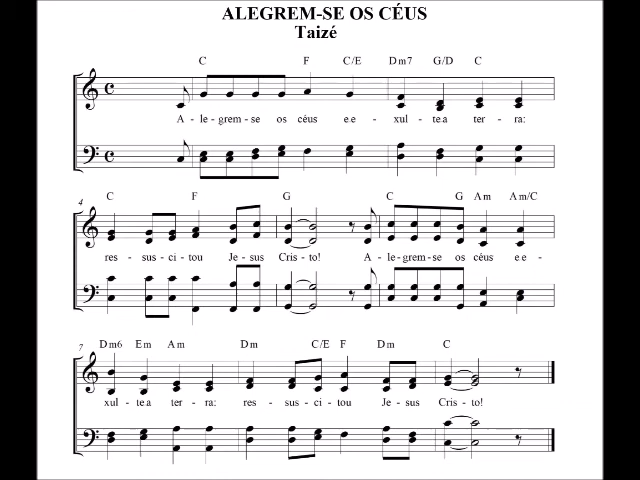 ALEGREM-SE OS CÉUS
Taizé
C F C/E Dm7 G/D C
A - le - grem - se os céus e e - xul - te a ter - ra:
4
C F G C G Am Am/C
res - sus - ci - tou Je - sus Cris - to! A - le - grem - se os céus e e -
7
Dm6 Em Am Dm C/E F Dm C
xul - te a ter - ra: res - sus - ci - tou Je - sus Cris - to!